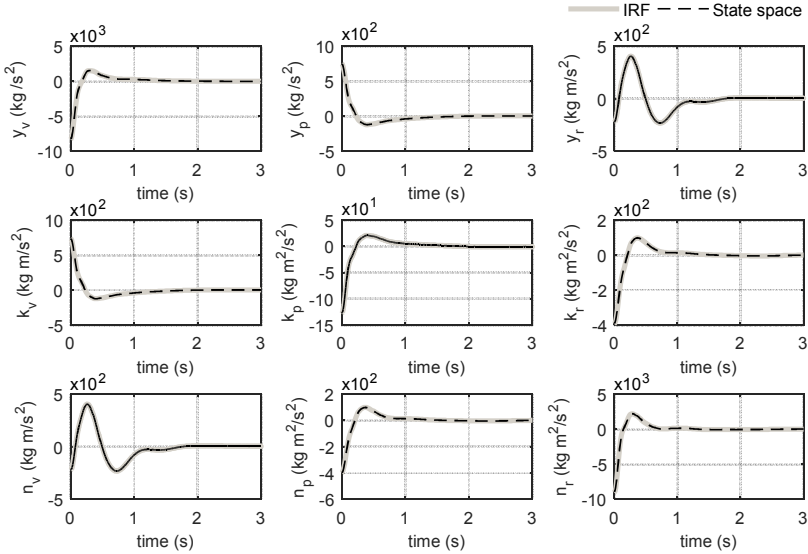 IRF State space
x10³
5
0
-5
-10
y_v (kg /s²)
0 1 2 3
time (s)
x10²
10
5
0
-5
y_p (kg /s²)
0 1 2 3
time (s)
x10²
5
0
-5
y_r (kg m/s²)
0 1 2 3
time (s)
x10²
10
5
0
-5
k_v (kg m/s²)
0 1 2 3
time (s)
x10¹
5
0
-5
-10
-15
k_p (kg m²/s²)
0 1 2 3
time (s)
x10²
2
0
-2
-4
k_r (kg m²/s²)
0 1 2 3
time (s)
x10²
5
0
-5
n_v (kg m/s²)
0 1 2 3
time (s)
x10²
2
0
-2
-4
-6
n_p (kg m²/s²)
0 1 2 3
time (s)
x10³
5
0
-5
-10
n_r (kg m²/s²)
0 1 2 3
time (s)